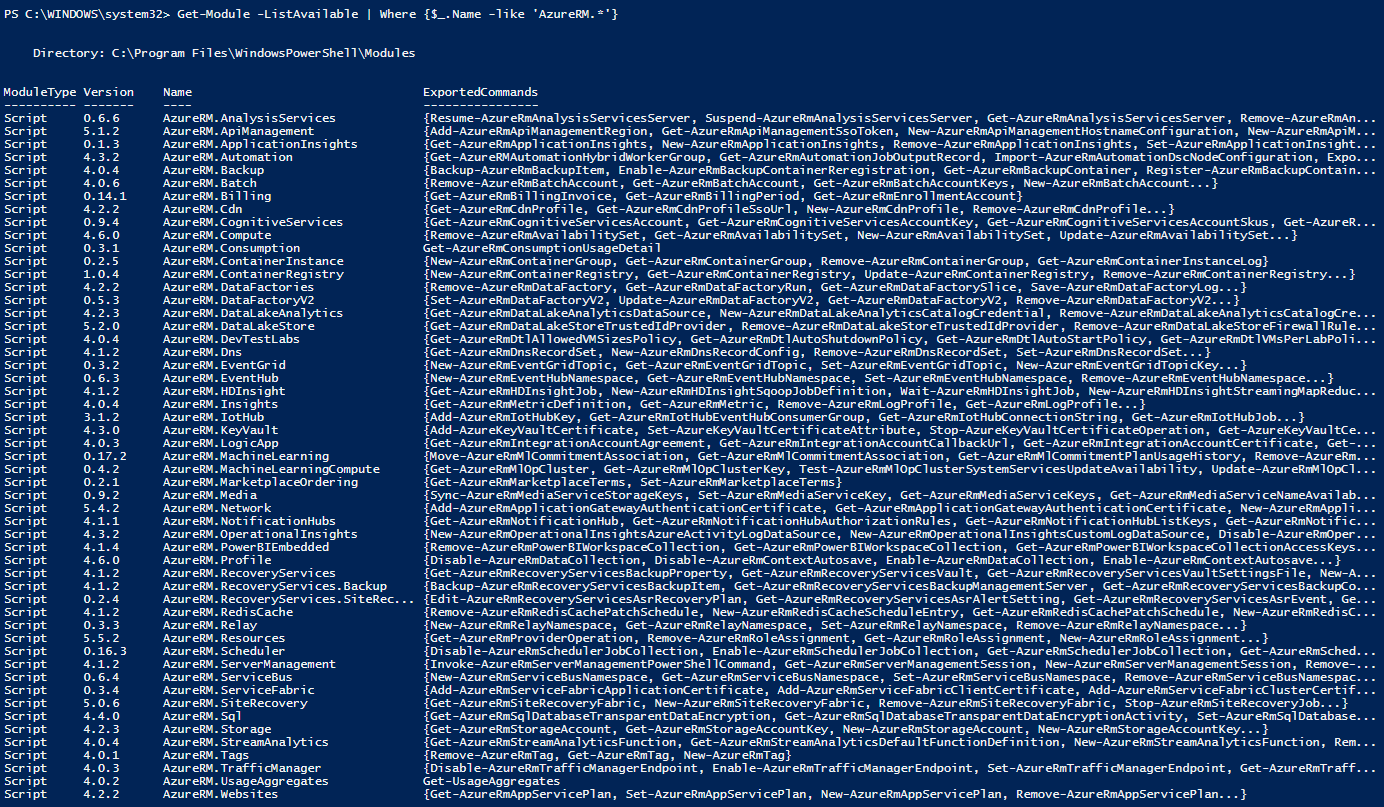 PS C:\WINDOWS\system32> Get-Module -ListAvailable | Where {$_.Name -like 'AzureRM.*'}
Directory: C:\Program Files\WindowsPowerShell\Modules
ModuleType Version    Name                                ExportedCommands
---------- -------    ----                                ----------------
Script     0.6.6      AzureRM.AnalysisServices            {Resume-AzureRmAnalysisServicesServer, Suspend-AzureRmAnalysisServicesServer, Get-AzureRmAnalysisServicesServer, Remove-AzureRmAn...
Script     5.1.2      AzureRM.ApiManagement               {Add-AzureRmApiManagementRegion, Get-AzureRmApiManagementSsoToken, New-AzureRmApiManagementHostnameConfiguration, New-AzureRmApiM...
Script     0.1.3      AzureRM.ApplicationInsights         {Get-AzureRmApplicationInsights, New-AzureRmApplicationInsights, Remove-AzureRmApplicationInsights, Set-AzureRmApplicationInsight...
Script     4.3.2      AzureRM.Automation                  {Get-AzureRMAutomationHybridWorkerGroup, Get-AzureRmAutomationJobOutputRecord, Import-AzureRmAutomationDscNodeConfiguration, Expo...
Script     4.0.4      AzureRM.Backup                      {Backup-AzureRmBackupItem, Enable-AzureRmBackupContainerReregistration, Get-AzureRmBackupContainer, Register-AzureRmBackupContain...
Script     4.0.6      AzureRM.Batch                       {Remove-AzureRmBatchAccount, Get-AzureRmBatchAccount, Get-AzureRmBatchAccountKeys, New-AzureRmBatchAccount...}
Script     0.14.1     AzureRM.Billing                     {Get-AzureRmBillingInvoice, Get-AzureRmBillingPeriod, Get-AzureRmEnrollmentAccount}
Script     4.2.2      AzureRM.Cdn                         {Get-AzureRmCdnProfile, Get-AzureRmCdnProfileSsoUrl, New-AzureRmCdnProfile, Remove-AzureRmCdnProfile...}
Script     0.9.4      AzureRM.CognitiveServices           {Get-AzureRmCognitiveServicesAccount, Get-AzureRmCognitiveServicesAccountKey, Get-AzureRmCognitiveServicesAccountSkus, Get-AzureR...
Script     4.6.0      AzureRM.Compute                     {Remove-AzureRmAvailabilitySet, Get-AzureRmAvailabilitySet, New-AzureRmAvailabilitySet, Update-AzureRmAvailabilitySet...}
Script     0.3.1      AzureRM.Consumption                 Get-AzureRmConsumptionUsageDetail
Script     0.2.5      AzureRM.ContainerInstance           {New-AzureRmContainerGroup, Get-AzureRmContainerGroup, Remove-AzureRmContainerGroup, Get-AzureRmContainerInstanceLog}
Script     1.0.4      AzureRM.ContainerRegistry           {New-AzureRmContainerRegistry, Get-AzureRmContainerRegistry, Update-AzureRmContainerRegistry, Remove-AzureRmContainerRegistry...}
Script     4.2.2      AzureRM.DataFactories               {Remove-AzureRmDataFactory, Get-AzureRmDataFactoryRun, Get-AzureRmDataFactorySlice, Save-AzureRmDataFactoryLog...}
Script     0.5.3      AzureRM.DataFactoryV2               {Set-AzureRmDataFactoryV2, Update-AzureRmDataFactoryV2, Get-AzureRmDataFactoryV2, Remove-AzureRmDataFactoryV2...}
Script     4.2.3      AzureRM.DataLakeAnalytics           {Get-AzureRmDataLakeAnalyticsDataSource, New-AzureRmDataLakeAnalyticsCatalogCredential, Remove-AzureRmDataLakeAnalyticsCatalogCre...
Script     5.2.0      AzureRM.DataLakeStore               {Get-AzureRmDataLakeStoreTrustedIdProvider, Remove-AzureRmDataLakeStoreTrustedIdProvider, Remove-AzureRmDataLakeStoreFirewallRule...
Script     4.0.4      AzureRM.DevTestLabs                 {Get-AzureRmDtlAllowedVMSizesPolicy, Get-AzureRmDtlAutoShutdownPolicy, Get-AzureRmDtlAutoStartPolicy, Get-AzureRmDtlVMsPerLabPoli...
Script     4.1.2      AzureRM.Dns                         {Get-AzureRmDnsRecordSet, New-AzureRmDnsRecordConfig, Remove-AzureRmDnsRecordSet, Set-AzureRmDnsRecordSet...}
Script     0.3.2      AzureRM.EventGrid                   {New-AzureRmEventGridTopic, Get-AzureRmEventGridTopic, Set-AzureRmEventGridTopic, New-AzureRmEventGridTopicKey...}
Script     0.6.3      AzureRM.EventHub                    {New-AzureRmEventHubNamespace, Get-AzureRmEventHubNamespace, Set-AzureRmEventHubNamespace, Remove-AzureRmEventHubNamespace...}
Script     4.1.2      AzureRM.HDInsight                   {Get-AzureRmHDInsightJob, New-AzureRmHDInsightSqoopJobDefinition, Wait-AzureRmHDInsightJob, New-AzureRmHDInsightStreamingMapReduc...
Script     4.0.4      AzureRM.Insights                    {Get-AzureRmMetricDefinition, Get-AzureRmMetric, Remove-AzureRmLogProfile, Get-AzureRmLogProfile...}
Script     3.1.2      AzureRM.IotHub                      {Add-AzureRmIotHubKey, Get-AzureRmIotHubEventHubConsumerGroup, Get-AzureRmIotHubConnectionString, Get-AzureRmIotHubJob...}
Script     4.3.0      AzureRM.KeyVault                    {Add-AzureKeyVaultCertificate, Set-AzureKeyVaultCertificateAttribute, Stop-AzureKeyVaultCertificateOperation, Get-AzureKeyVaultCe...
Script     4.0.3      AzureRM.LogicApp                    {Get-AzureRmIntegrationAccountAgreement, Get-AzureRmIntegrationAccountCallbackUrl, Get-AzureRmIntegrationAccountCertificate, Get-...
Script     0.17.2     AzureRM.MachineLearning             {Move-AzureRmMlCommitmentAssociation, Get-AzureRmMlCommitmentAssociation, Get-AzureRmMlCommitmentPlanUsageHistory, Remove-AzureRm...
Script     0.4.2      AzureRM.MachineLearningCompute      {Get-AzureRmMlOpCluster, Get-AzureRmMlOpClusterKey, Test-AzureRmMlOpClusterSystemServicesUpdateAvailability, Update-AzureRmMlOpCl...
Script     0.2.1      AzureRM.MarketplaceOrdering         {Get-AzureRmMarketplaceTerms, Set-AzureRmMarketplaceTerms}
Script     0.9.2      AzureRM.Media                       {Sync-AzureRmMediaServiceStorageKeys, Set-AzureRmMediaServiceKey, Get-AzureRmMediaServiceKeys, Get-AzureRmMediaServiceNameAvailab...
Script     5.4.2      AzureRM.Network                     {Add-AzureRmApplicationGatewayAuthenticationCertificate, Get-AzureRmApplicationGatewayAuthenticationCertificate, New-AzureRmAppli...
Script     4.1.1      AzureRM.NotificationHubs            {Get-AzureRmNotificationHub, Get-AzureRmNotificationHubAuthorizationRules, Get-AzureRmNotificationHubListKeys, Get-AzureRmNotific...
Script     4.3.2      AzureRM.OperationalInsights         {New-AzureRmOperationalInsightsAzureActivityLogDataSource, New-AzureRmOperationalInsightsCustomLogDataSource, Disable-AzureRmOper...
Script     4.1.4      AzureRM.PowerBIEmbedded             {Remove-AzureRmPowerBIWorkspaceCollection, Get-AzureRmPowerBIWorkspaceCollection, Get-AzureRmPowerBIWorkspaceCollectionAccessKeys...
Script     4.6.0      AzureRM.Profile                     {Disable-AzureRmDataCollection, Disable-AzureRmContextAutosave, Enable-AzureRmDataCollection, Enable-AzureRmContextAutosave...}
Script     4.1.2      AzureRM.RecoveryServices            {Get-AzureRmRecoveryServicesBackupProperty, Get-AzureRmRecoveryServicesVault, Get-AzureRmRecoveryServicesVaultSettingsFile, New-A...
Script     4.1.2      AzureRM.RecoveryServices.Backup     {Backup-AzureRmRecoveryServicesBackupItem, Get-AzureRmRecoveryServicesBackupManagementServer, Get-AzureRmRecoveryServicesBackupCo...
Script     0.2.4      AzureRM.RecoveryServices.SiteRec... {Edit-AzureRmRecoveryServicesAsrRecoveryPlan, Get-AzureRmRecoveryServicesAsrAlertSetting, Get-AzureRmRecoveryServicesAsrEvent, Ge...
Script     4.1.2      AzureRM.RedisCache                  {Remove-AzureRmRedisCachePatchSchedule, New-AzureRmRedisCacheScheduleEntry, Get-AzureRmRedisCachePatchSchedule, New-AzureRmRedisC...
Script     0.3.3      AzureRM.Relay                       {New-AzureRmRelayNamespace, Get-AzureRmRelayNamespace, Set-AzureRmRelayNamespace, Remove-AzureRmRelayNamespace...}
Script     5.5.2      AzureRM.Resources                   {Get-AzureRmProviderOperation, Remove-AzureRmRoleAssignment, Get-AzureRmRoleAssignment, New-AzureRmRoleAssignment...}
Script     0.16.3     AzureRM.Scheduler                   {Disable-AzureRmSchedulerJobCollection, Enable-AzureRmSchedulerJobCollection, Get-AzureRmSchedulerJobCollection, Get-AzureRmSched...
Script     4.1.2      AzureRM.ServerManagement            {Invoke-AzureRmServerManagementPowerShellCommand, Get-AzureRmServerManagementSession, New-AzureRmServerManagementSession, Remove-...
Script     0.6.4      AzureRM.ServiceBus                  {New-AzureRmServiceBusNamespace, Get-AzureRmServiceBusNamespace, Set-AzureRmServiceBusNamespace, Remove-AzureRmServiceBusNamespac...
Script     0.3.4      AzureRM.ServiceFabric               {Add-AzureRmServiceFabricApplicationCertificate, Add-AzureRmServiceFabricClientCertificate, Add-AzureRmServiceFabricClusterCertif...
Script     5.0.6      AzureRM.SiteRecovery                {Get-AzureRmSiteRecoveryFabric, New-AzureRmSiteRecoveryFabric, Remove-AzureRmSiteRecoveryFabric, Stop-AzureRmSiteRecoveryJob...}
Script     4.4.0      AzureRM.Sql                         {Get-AzureRmSqlDatabaseTransparentDataEncryption, Get-AzureRmSqlDatabaseTransparentDataEncryptionActivity, Set-AzureRmSqlDatabase...
Script     4.2.3      AzureRM.Storage                     {Get-AzureRmStorageAccount, Get-AzureRmStorageAccountKey, New-AzureRmStorageAccount, New-AzureRmStorageAccountKey...}
Script     4.0.4      AzureRM.StreamAnalytics             {Get-AzureRmStreamAnalyticsFunction, Get-AzureRmStreamAnalyticsDefaultFunctionDefinition, New-AzureRmStreamAnalyticsFunction, Rem...
Script     4.0.1      AzureRM.Tags                        {Remove-AzureRmTag, Get-AzureRmTag, New-AzureRmTag}
Script     4.0.3      AzureRM.TrafficManager              {Disable-AzureRmTrafficManagerEndpoint, Enable-AzureRmTrafficManagerEndpoint, Set-AzureRmTrafficManagerEndpoint, Get-AzureRmTraff...
Script     4.0.2      AzureRM.UsageAggregates             Get-UsageAggregates
Script     4.2.2      AzureRM.Websites                    {Get-AzureRmAppServicePlan, Set-AzureRmAppServicePlan, New-AzureRmAppServicePlan, Remove-AzureRmAppServicePlan...}